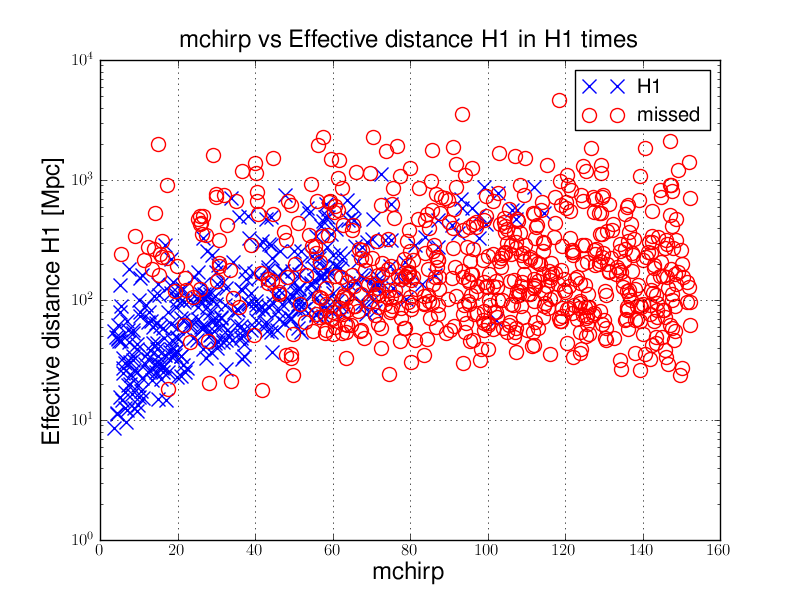 mchirp vs Effective distance H1 in H1 times
H1
missed
Effective distance H1 [Mpc]
10^4
10^3
10^2
10^1
10^0
0 20 40 60 80 100 120 140 160
mchirp